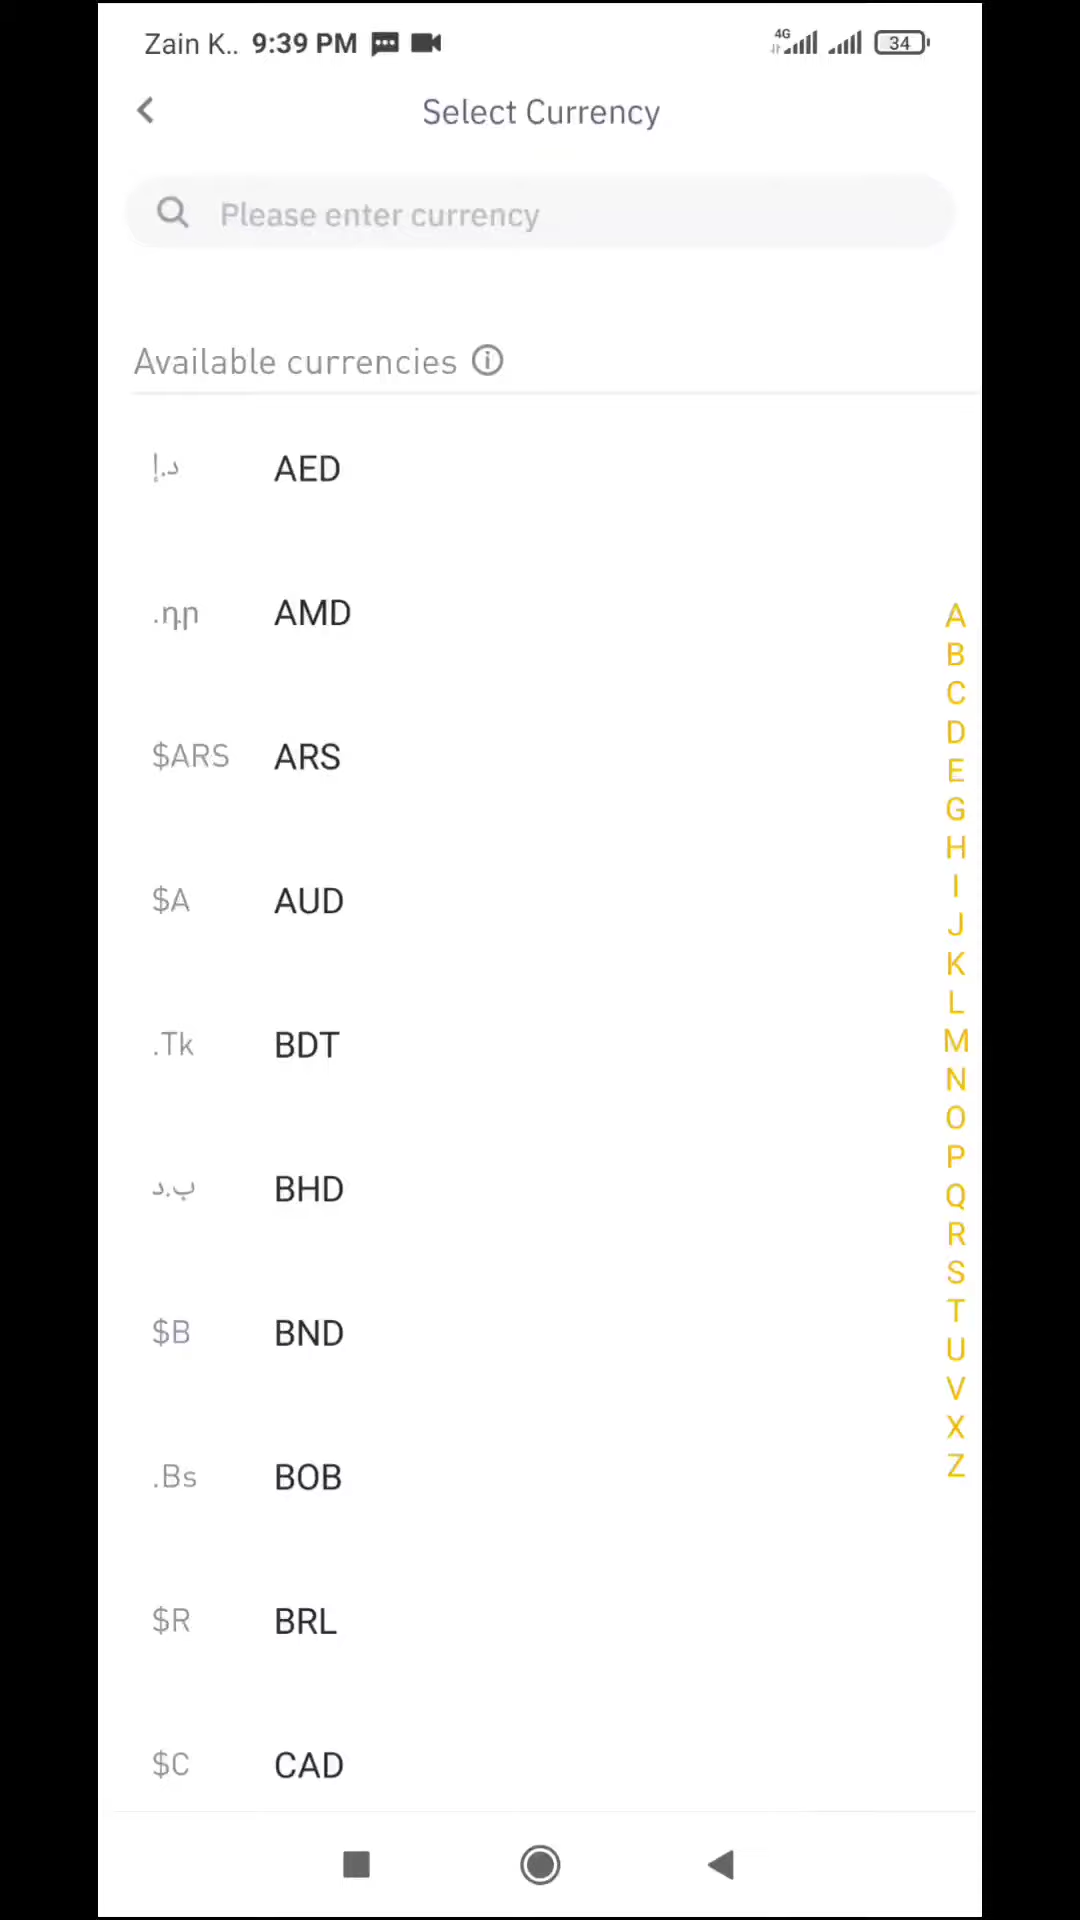 Zain K.. 9:39 PM 4G 34
Select Currency
Please enter currency
Available currencies
د.إ AED
.դր AMD
$ARS ARS
$A AUD
.Tk BDT
ب.د BHD
$B BND
.Bs BOB
$R BRL
$C CAD
A
B
C
D
E
G
H
I
J
K
L
M
N
O
P
Q
R
S
T
U
V
X
Z